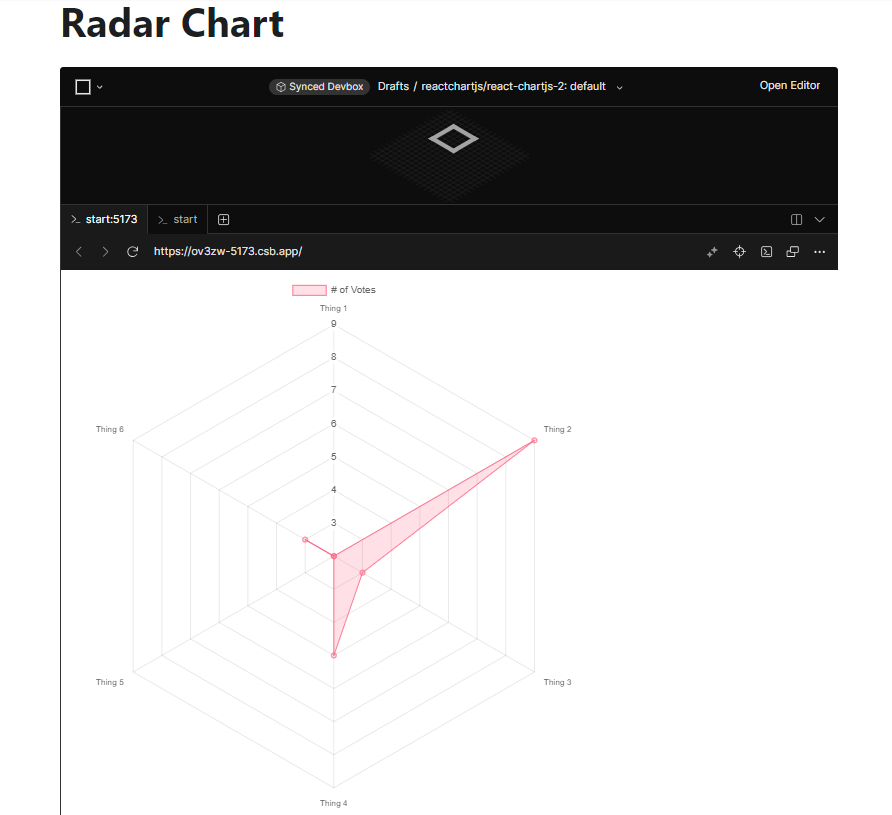 Radar Chart
Synced Devbox Drafts / reactchartjs/react-chartjs-2: default Open Editor
start:5173 start
https://ov3zw-5173.csb.app/
# of Votes
Thing 1
9
8
7
6
Thing 6 Thing 2
5
4
3
Thing 5 Thing 3
Thing 4